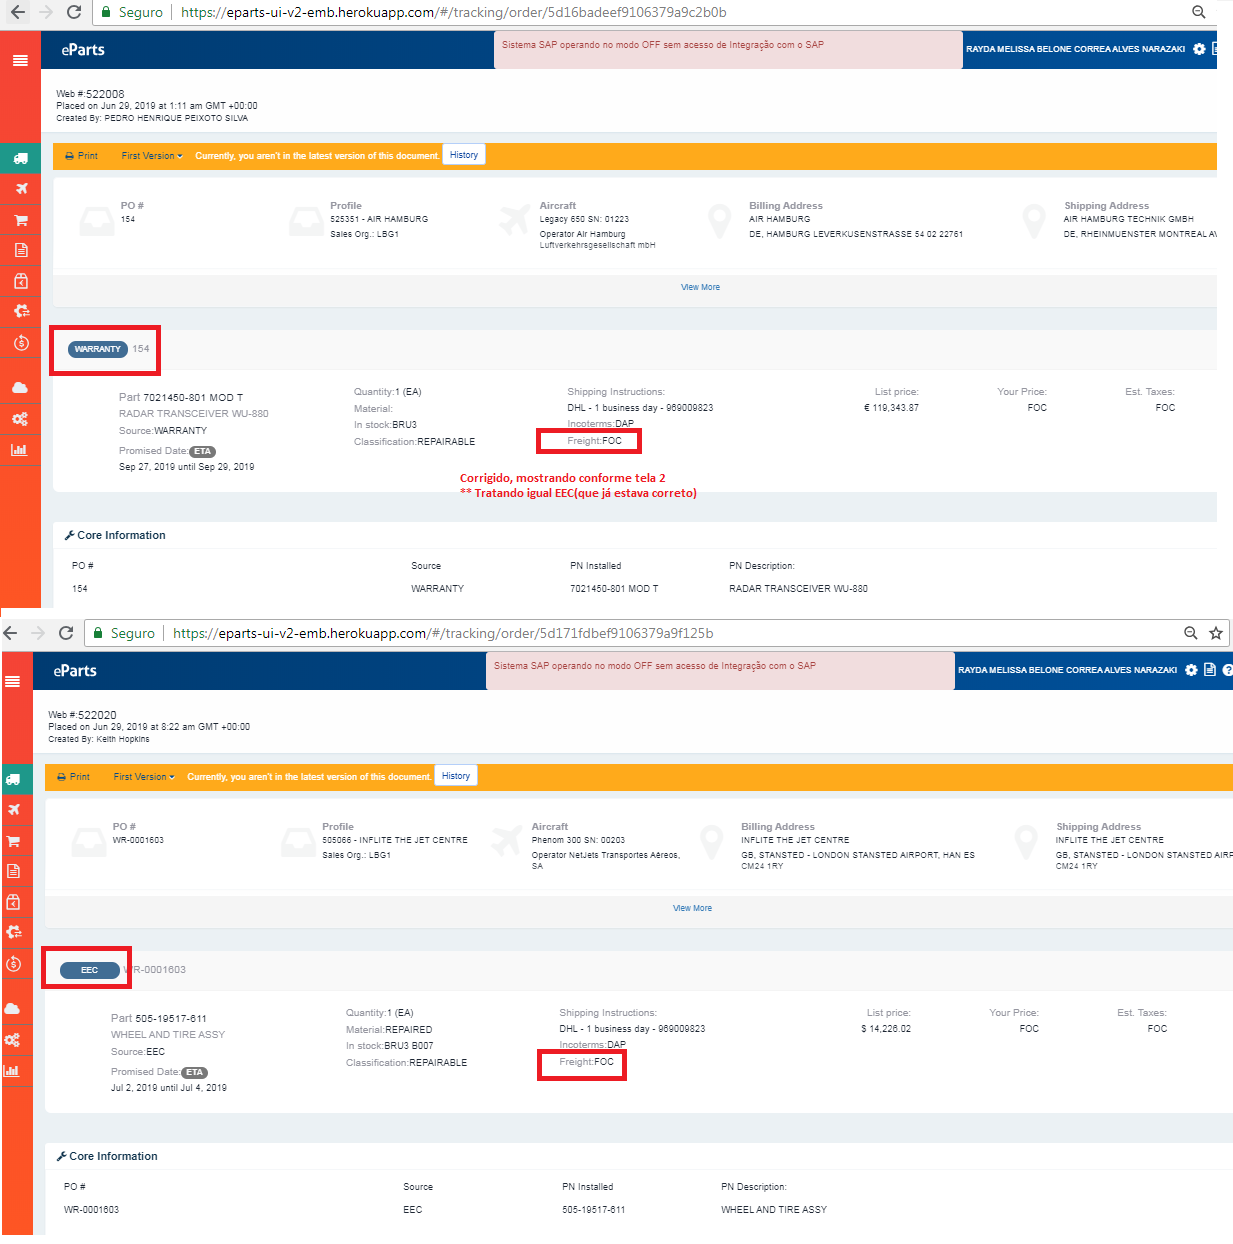 Seguro https://eparts-ui-v2-emb.herokuapp.com/#/tracking/order/5d16badeef9106379a9c2b0b
eParts
Sistema SAP operando no modo OFF sem acesso de Integração com o SAP
RAYDA MELISSA BELONE CORREA ALVES NARAZAKI
Web #:522008
Placed on Jun 29, 2019 at 1:11 am GMT +00:00
Created By: PEDRO HENRIQUE PEIXOTO SILVA
Print First Version Currently, you aren't in the latest version of this document. History
PO # Profile Aircraft Billing Address Shipping Address
154 525351 - AIR HAMBURG Legacy 650 SN: 01223 AIR HAMBURG AIR HAMBURG TECHNIK GMBH
Sales Org.: LBG1 Operator Air Hamburg DE, HAMBURG LEVERKUSENSTRASSE 54 02 22761 DE, RHEINMUENSTER MONTREAL AV
Luftverkehrsgesellschaft mbH
View More
WARRANTY 154
Part 7021450-801 MOD T
RADAR TRANSCEIVER WU-880
Source:WARRANTY
Promised Date: ETA
Sep 27, 2019 until Sep 29, 2019
Quantity:1 (EA)
Material:
In stock:BRU3
Classification:REPAIRABLE
Shipping Instructions:
DHL - 1 business day - 969009823
Incoterms:DAP
Freight:FOC
List price: Your Price: Est. Taxes:
€ 119,343.87 FOC FOC
Corrigido, mostrando conforme tela 2
** Tratando igual EEC(que já estava correto)
Core Information
PO # Source PN Installed PN Description:
154 WARRANTY 7021450-801 MOD T RADAR TRANSCEIVER WU-880
Seguro https://eparts-ui-v2-emb.herokuapp.com/#/tracking/order/5d171fdbef9106379a9f125b
eParts
Sistema SAP operando no modo OFF sem acesso de Integração com o SAP
RAYDA MELISSA BELONE CORREA ALVES NARAZAKI
Web #:522020
Placed on Jun 29, 2019 at 8:22 am GMT +00:00
Created By: Keith Hopkins
Print First Version Currently, you aren't in the latest version of this document. History
PO # Profile Aircraft Billing Address Shipping Address
WR-0001603 505066 - INFLITE THE JET CENTRE Phenom 300 SN: 00203 INFLITE THE JET CENTRE INFLITE THE JET CENTRE
Sales Org.: LBG1 Operator NetJets Transportes Aéreos, GB, STANSTED - LONDON STANSTED AIRPORT, HAN ES GB, STANSTED - LONDON STANSTED AIRP
SA CM24 1RY CM24 1RY
View More
EEC WR-0001603
Part 505-19517-611
WHEEL AND TIRE ASSY
Source:EEC
Promised Date: ETA
Jul 2, 2019 until Jul 4, 2019
Quantity:1 (EA)
Material:REPAIRED
In stock:BRU3 B007
Classification:REPAIRABLE
Shipping Instructions:
DHL - 1 business day - 969009823
Incoterms:DAP
Freight:FOC
List price: Your Price: Est. Taxes:
$ 14,226.02 FOC FOC
Core Information
PO # Source PN Installed PN Description:
WR-0001603 EEC 505-19517-611 WHEEL AND TIRE ASSY